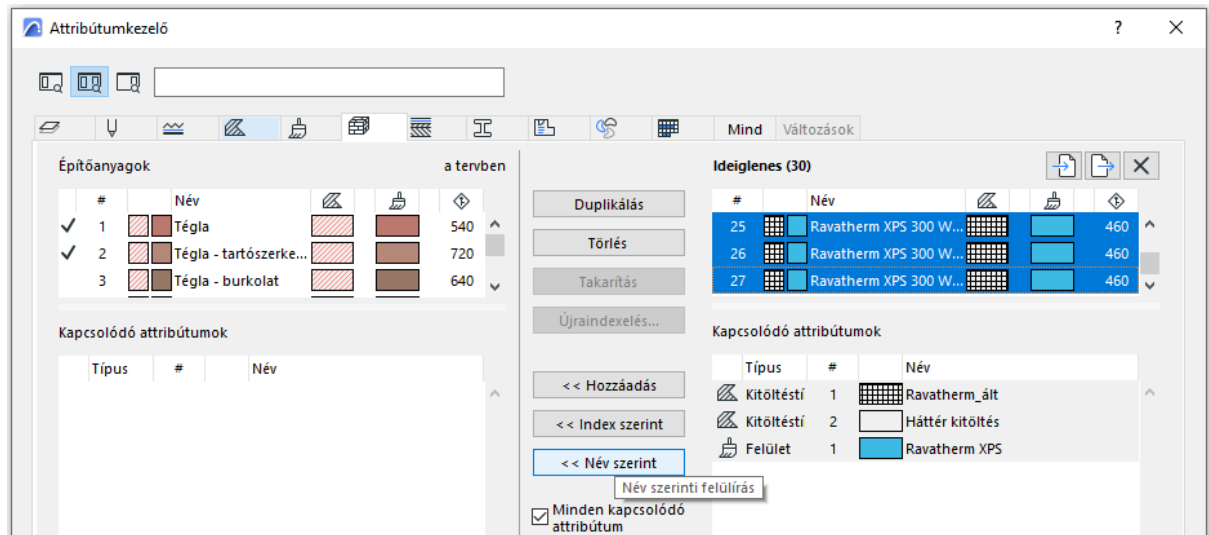 Attribútumkezelő
?
Mind Változások
Építőanyagok a tervben
# Név
1 Tégla 540
2 Tégla - tartószerke... 720
3 Tégla - burkolat 640
Kapcsolódó attribútumok
Típus # Név
Duplikálás
Törlés
Takarítás
Újraindexelés...
<< Hozzáadás
<< Index szerint
<< Név szerint
Név szerinti felülírás
Minden kapcsolódó
attribútum
Ideiglenes (30)
# Név
25 Ravatherm XPS 300 W... 460
26 Ravatherm XPS 300 W... 460
27 Ravatherm XPS 300 W... 460
Kapcsolódó attribútumok
Típus # Név
Kitöltéstí 1 Ravatherm_ált
Kitöltéstí 2 Háttér kitöltés
Felület 1 Ravatherm XPS